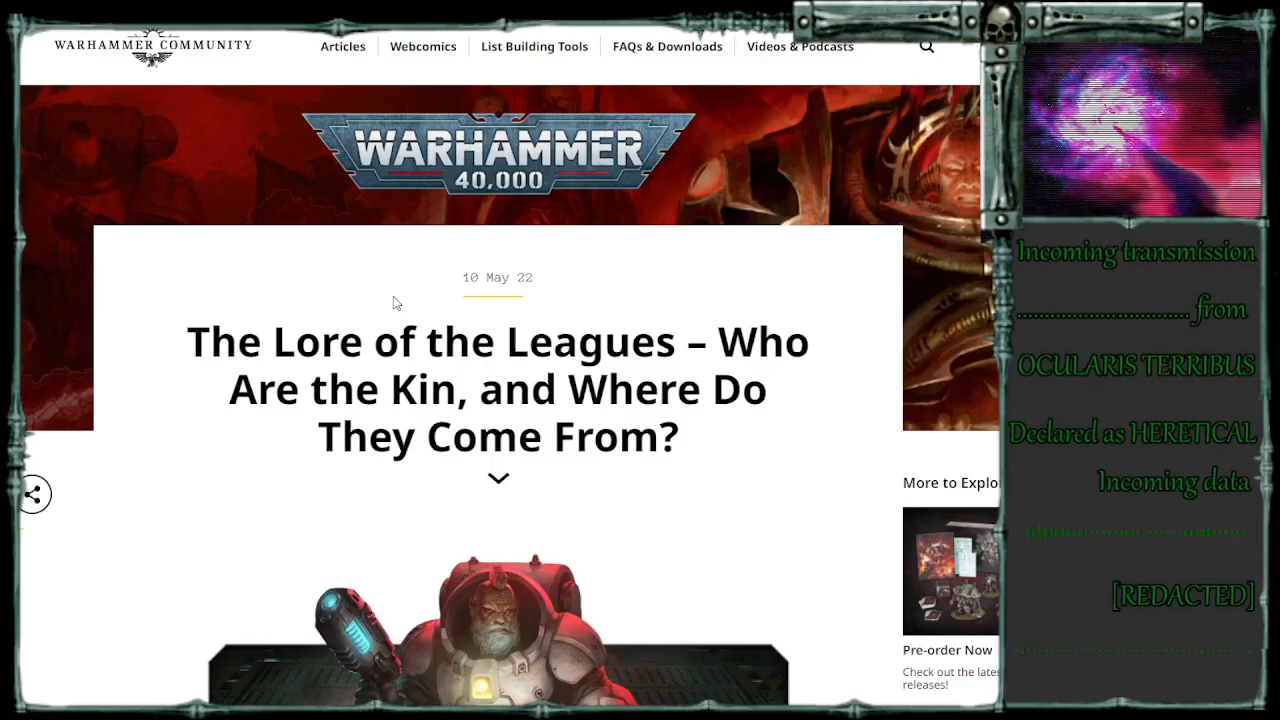 WARHAMMER COMMUNITY
Articles
Webcomics
List Building Tools
FAQs & Downloads
Videos & Podcasts
WARHAMMER
40,000
10 May 22
The Lore of the Leagues – Who
Are the Kin, and Where Do
They Come From?
More to Explo
Pre-order Now
Check out the lates
releases!
Incoming transmission
................................ from
OCULARIS TERRIBUS
Declared as HERETICAL
Incoming data
[REDACTED]